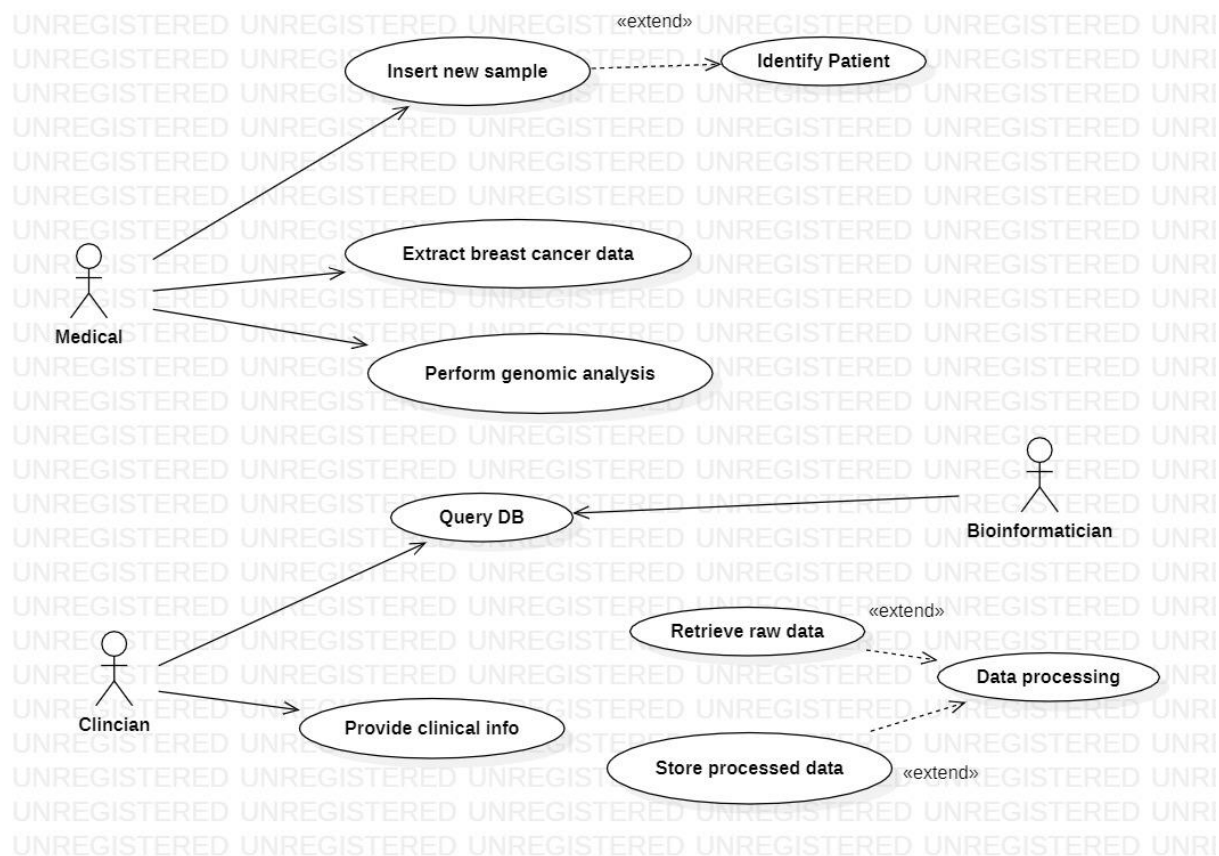 «extend»
Insert new sample
Identify Patient
Extract breast cancer data
Medical
Perform genomic analysis
Query DB
Bioinformatician
«extend»
Retrieve raw data
Data processing
Clincian
Provide clinical info
Store processed data
«extend»
UNREGISTERED